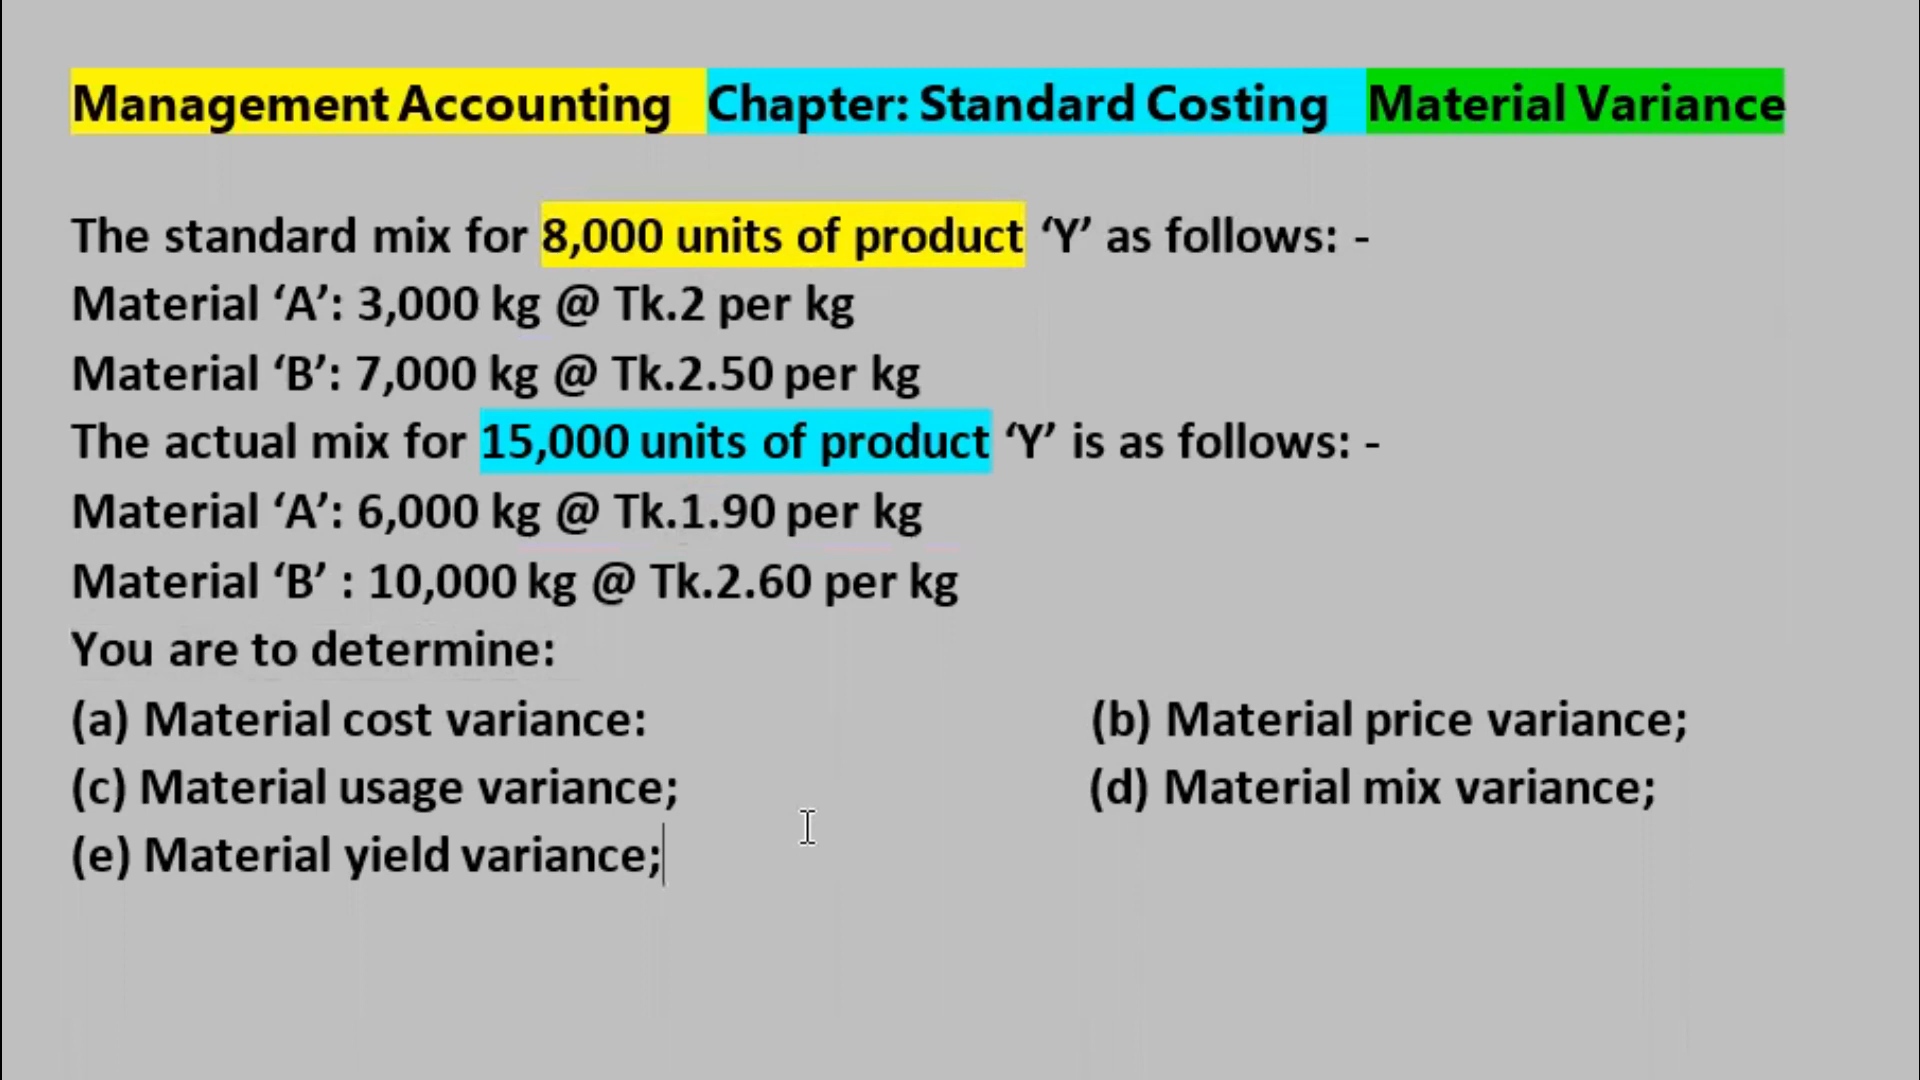 Management Accounting Chapter: Standard Costing Material Variance
The standard mix for 8,000 units of product ‘Y’ as follows: -
Material ‘A’: 3,000 kg @ Tk.2 per kg
Material ‘B’: 7,000 kg @ Tk.2.50 per kg
The actual mix for 15,000 units of product ‘Y’ is as follows: -
Material ‘A’: 6,000 kg @ Tk.1.90 per kg
Material ‘B’ : 10,000 kg @ Tk.2.60 per kg
You are to determine:
(a) Material cost variance: (b) Material price variance;
(c) Material usage variance; (d) Material mix variance;
(e) Material yield variance;